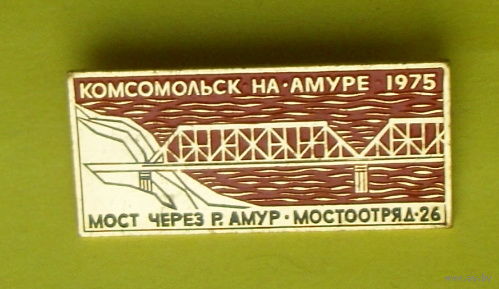 КОМСОМОЛЬСК НА·АМУРЕ 1975
МОСТ ЧЕРЕЗ Р. АМУР·МОСТООТРЯД·26